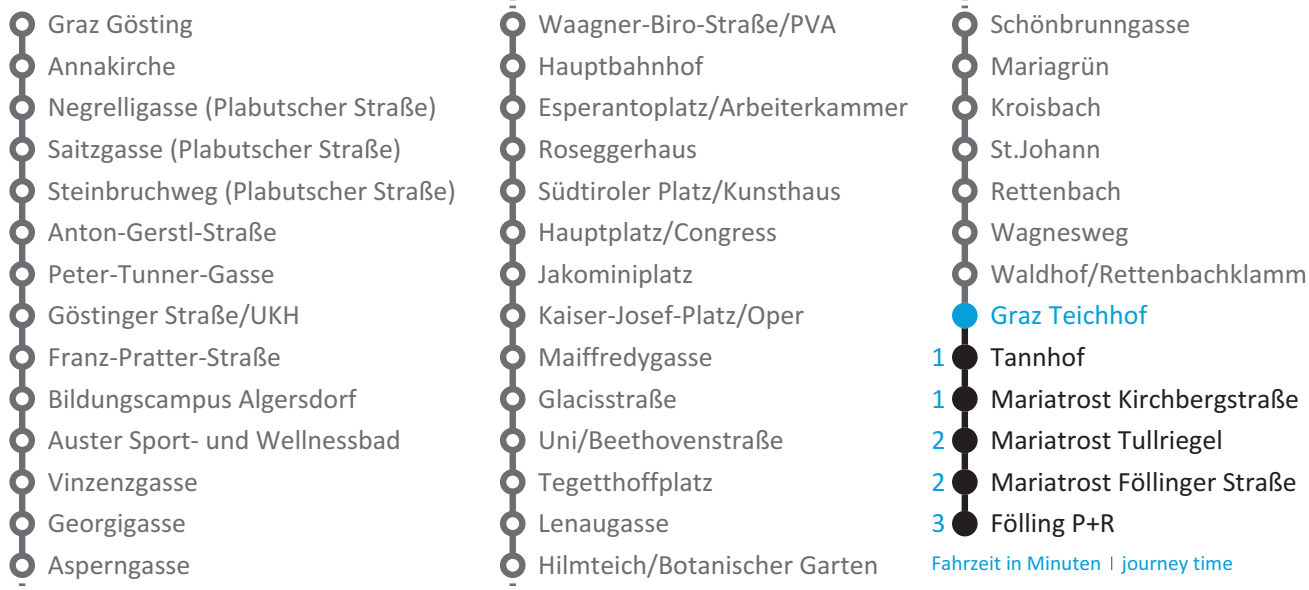 Graz Gösting
Annakirche
Negrelligasse (Plabutscher Straße)
Saitzgasse (Plabutscher Straße)
Steinbruchweg (Plabutscher Straße)
Anton-Gerstl-Straße
Peter-Tunner-Gasse
Göstinger Straße/UKH
Franz-Pratter-Straße
Bildungscampus Algersdorf
Auster Sport- und Wellnessbad
Vinzenzgasse
Georgigasse
Asperngasse
Waagner-Biro-Straße/PVA
Hauptbahnhof
Esperantoplatz/Arbeiterkammer
Roseggerhaus
Südtiroler Platz/Kunsthaus
Hauptplatz/Congress
Jakominiplatz
Kaiser-Josef-Platz/Oper
Maiffredygasse
Glacisstraße
Uni/Beethovenstraße
Tegetthoffplatz
Lenaugasse
Hilmteich/Botanischer Garten
Schönbrunngasse
Mariagrün
Kroisbach
St.Johann
Rettenbach
Wagnesweg
Waldhof/Rettenbachklamm
Graz Teichhof
1 Tannhof
1 Mariatrost Kirchbergstraße
2 Mariatrost Tullriegel
2 Mariatrost Föllinger Straße
3 Fölling P+R
Fahrzeit in Minuten | journey time